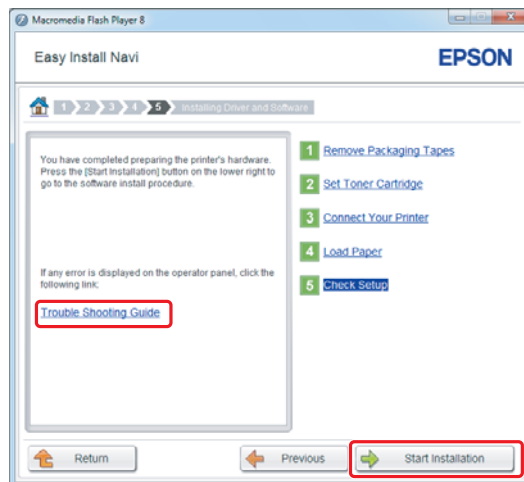 Macromedia Flash Player 8
Easy Install Navi
EPSON
1 2 3 4 5 Installing Driver and Software
You have completed preparing the printer's hardware.
Press the [Start Installation] button on the lower right to
go to the software install procedure.
If any error is displayed on the operator panel, click the
following link:
Trouble Shooting Guide
1 Remove Packaging Tapes
2 Set Toner Cartridge
3 Connect Your Printer
4 Load Paper
5 Check Setup
Return
Previous
Start Installation